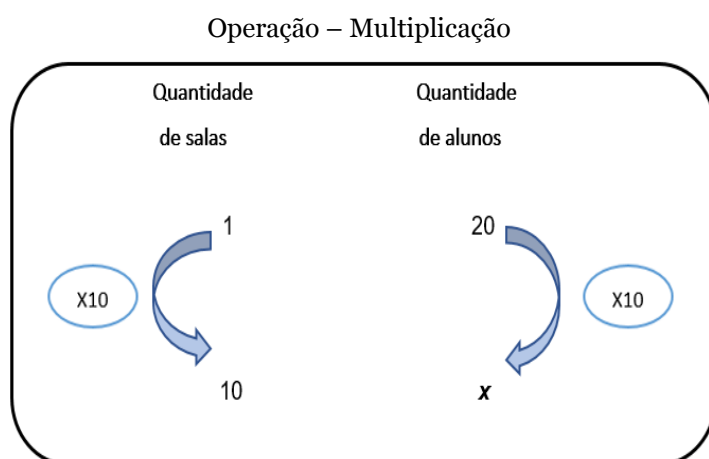 Operação – Multiplicação
Quantidade
de salas
Quantidade
de alunos
1
20
X10
X10
10
x